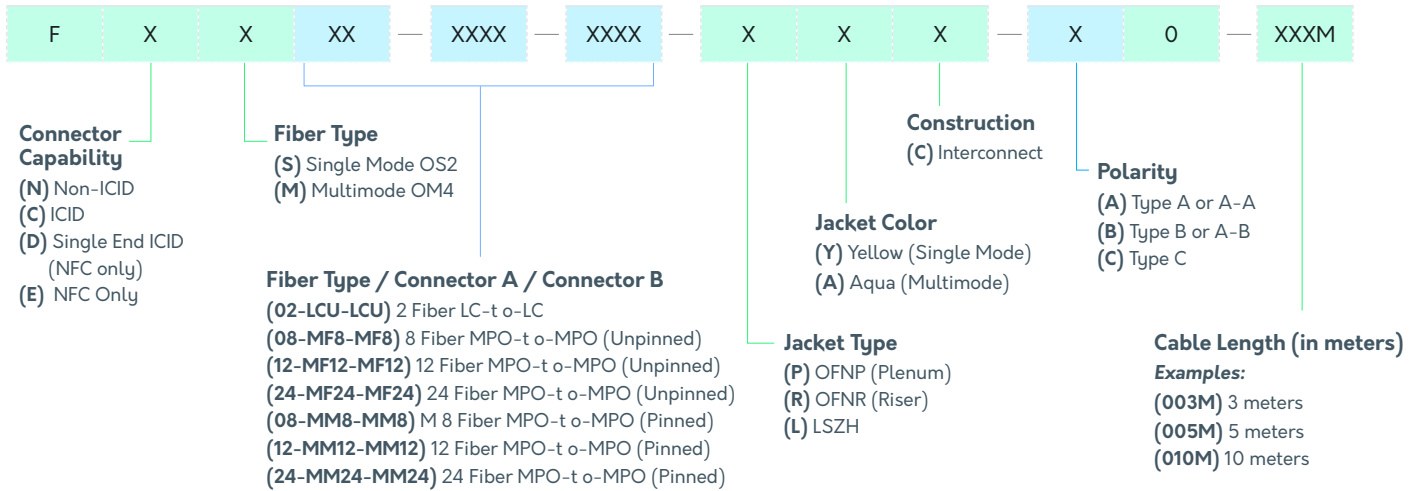 F X X XX — XXXX — XXXX — X X X — X 0 — XXXM
Connector
Capability
(N) Non-ICID
(C) ICID
(D) Single End ICID
(NFC only)
(E) NFC Only
Fiber Type
(S) Single Mode OS2
(M) Multimode OM4
Fiber Type / Connector A / Connector B
(02-LCU-LCU) 2 Fiber LC-t o-LC
(08-MF8-MF8) 8 Fiber MPO-t o-MPO (Unpinned)
(12-MF12-MF12) 12 Fiber MPO-t o-MPO (Unpinned)
(24-MF24-MF24) 24 Fiber MPO-t o-MPO (Unpinned)
(08-MM8-MM8) M 8 Fiber MPO-t o-MPO (Pinned)
(12-MM12-MM12) 12 Fiber MPO-t o-MPO (Pinned)
(24-MM24-MM24) 24 Fiber MPO-t o-MPO (Pinned)
Jacket Type
(P) OFNP (Plenum)
(R) OFNR (Riser)
(L) LSZH
Jacket Color
(Y) Yellow (Single Mode)
(A) Aqua (Multimode)
Construction
(C) Interconnect
Polarity
(A) Type A or A-A
(B) Type B or A-B
(C) Type C
Cable Length (in meters)
Examples:
(003M) 3 meters
(005M) 5 meters
(010M) 10 meters